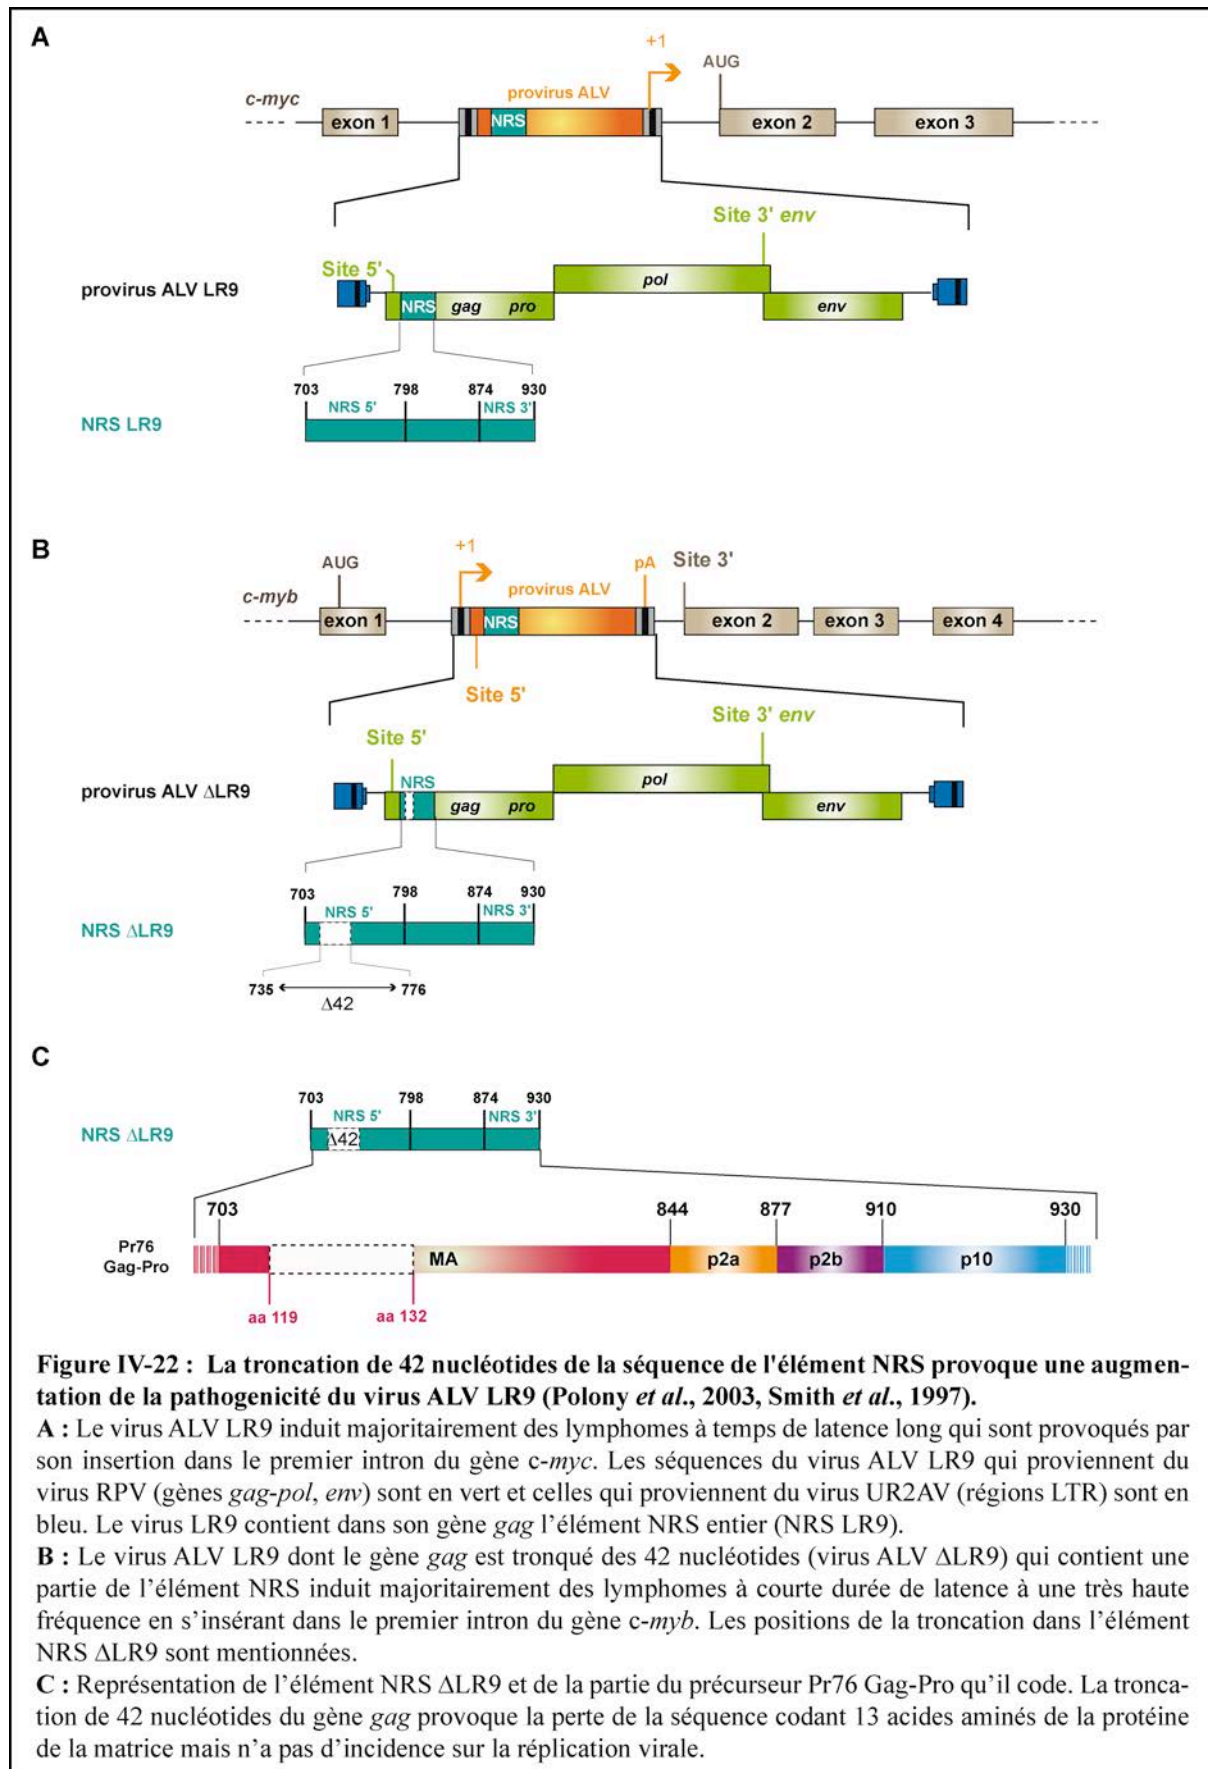 A
+1
AUG
c-myc
provirus ALV
exon 1
NRS
exon 2
exon 3
Site 3' env
Site 5'
pol
provirus ALV LR9
NRS
gag
pro
env
703
798
874
930
NRS 5'
NRS 3'
NRS LR9
B
+1
AUG
pA
Site 3'
c-myb
provirus ALV
exon 1
NRS
exon 2
exon 3
exon 4
Site 5'
Site 3' env
Site 5'
NRS
pol
provirus ALV ΔLR9
gag
pro
env
703
798
874
930
NRS 5'
NRS 3'
NRS ΔLR9
735
776
Δ42
C
703
798
874
930
NRS 5'
NRS 3'
NRS ΔLR9
Δ42
703
844
877
910
930
Pr76
Gag-Pro
MA
p2a
p2b
p10
aa 119
aa 132
Figure IV-22 : La troncation de 42 nucléotides de la séquence de l'élément NRS provoque une augmen-
tation de la pathogenicité du virus ALV LR9 (Polony et al., 2003, Smith et al., 1997).
A : Le virus ALV LR9 induit majoritairement des lymphomes à temps de latence long qui sont provoqués par
son insertion dans le premier intron du gène c-myc. Les séquences du virus ALV LR9 qui proviennent du
virus RPV (gènes gag-pol, env) sont en vert et celles qui proviennent du virus UR2AV (régions LTR) sont en
bleu. Le virus LR9 contient dans son gène gag l'élément NRS entier (NRS LR9).
B : Le virus ALV LR9 dont le gène gag est tronqué des 42 nucléotides (virus ALV ΔLR9) qui contient une
partie de l'élément NRS induit majoritairement des lymphomes à courte durée de latence à une très haute
fréquence en s'insérant dans le premier intron du gène c-myb. Les positions de la troncation dans l'élément
NRS ΔLR9 sont mentionnées.
C : Représentation de l'élément NRS ΔLR9 et de la partie du précurseur Pr76 Gag-Pro qu'il code. La tronca-
tion de 42 nucléotides du gène gag provoque la perte de la séquence codant 13 acides aminés de la protéine
de la matrice mais n'a pas d'incidence sur la réplication virale.